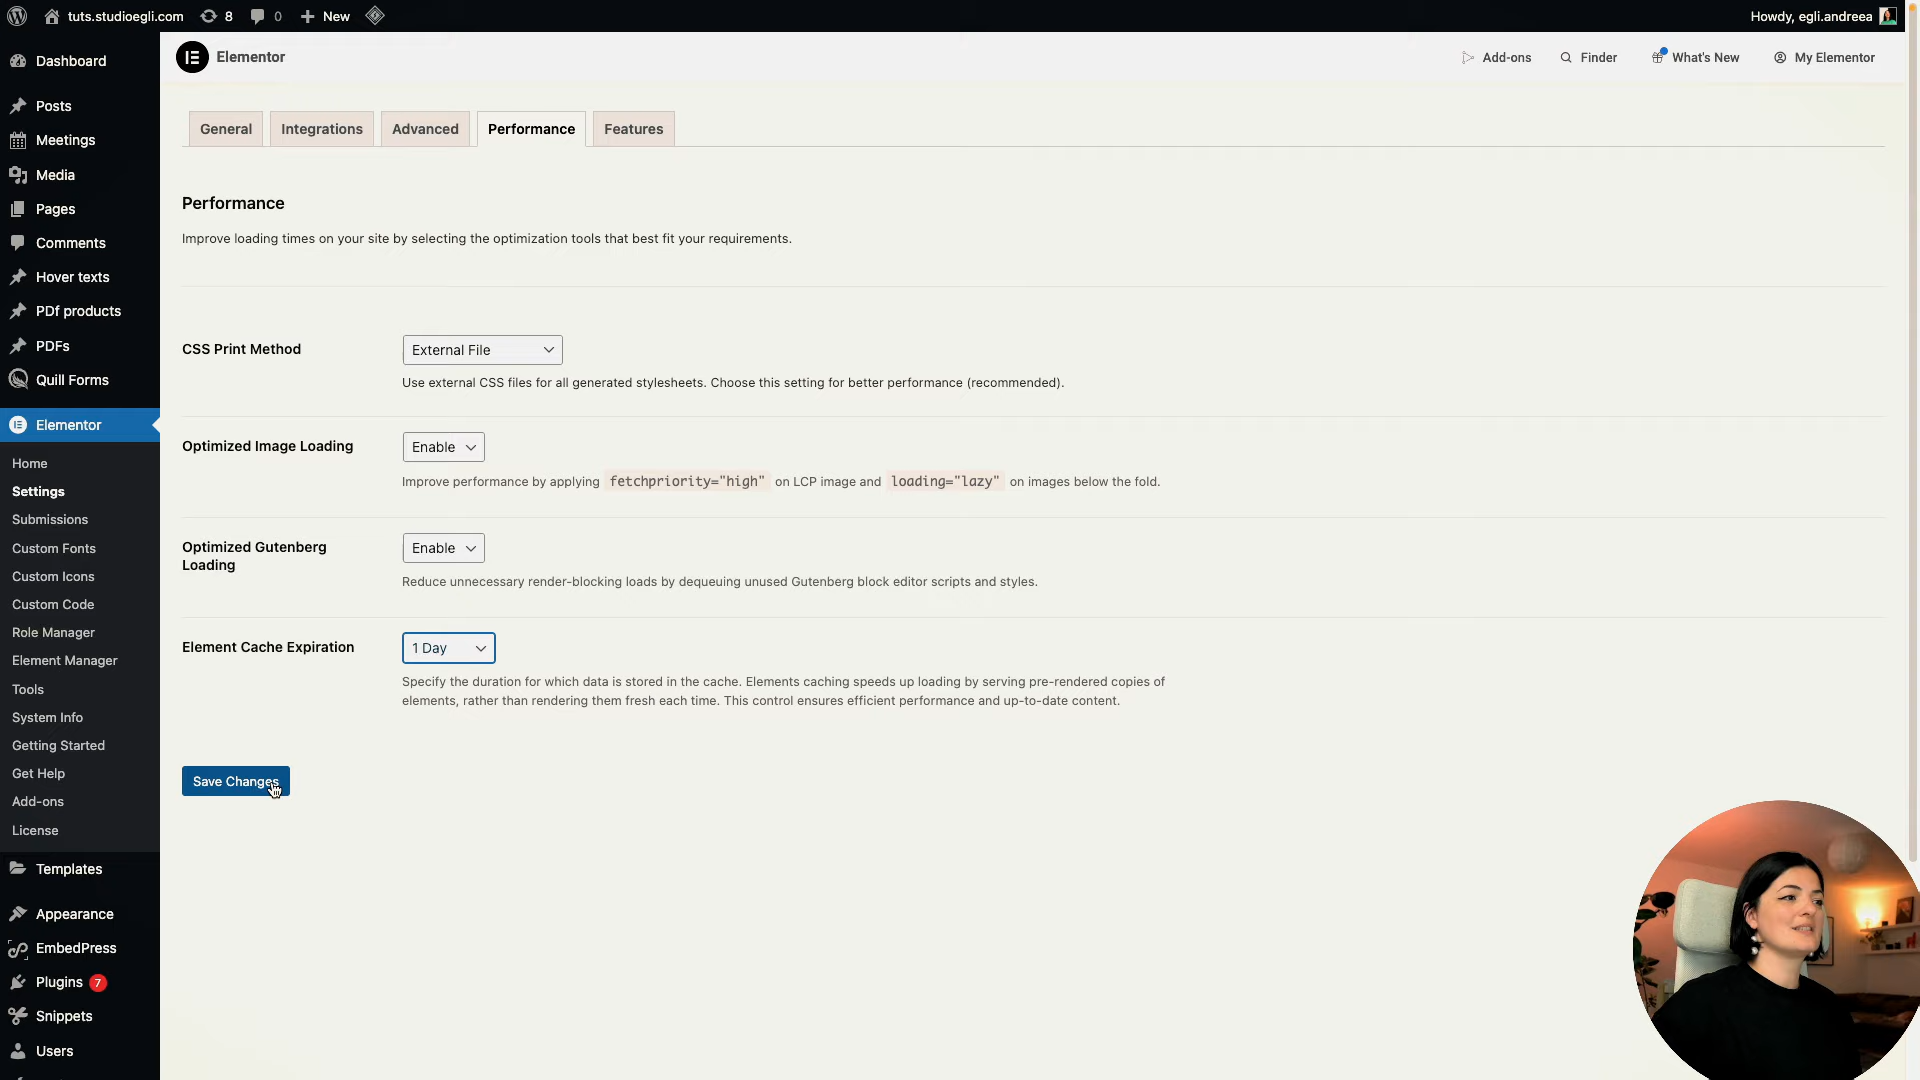 tuts.studioegli.com
8
0
New
Howdy, egli.andreea
Dashboard
Posts
Meetings
Media
Pages
Comments
Hover texts
PDf products
PDFs
Quill Forms
Elementor
Home
Settings
Submissions
Custom Fonts
Custom Icons
Custom Code
Role Manager
Element Manager
Tools
System Info
Getting Started
Get Help
Add-ons
License
Templates
Appearance
EmbedPress
Plugins 7
Snippets
Users
Elementor
Add-ons
Finder
What's New
My Elementor
General
Integrations
Advanced
Performance
Features
Performance
Improve loading times on your site by selecting the optimization tools that best fit your requirements.
CSS Print Method
External File
Use external CSS files for all generated stylesheets. Choose this setting for better performance (recommended).
Optimized Image Loading
Enable
Improve performance by applying fetchpriority="high" on LCP image and loading="lazy" on images below the fold.
Optimized Gutenberg
Loading
Enable
Reduce unnecessary render-blocking loads by dequeuing unused Gutenberg block editor scripts and styles.
Element Cache Expiration
1 Day
Specify the duration for which data is stored in the cache. Elements caching speeds up loading by serving pre-rendered copies of
elements, rather than rendering them fresh each time. This control ensures efficient performance and up-to-date content.
Save Changes